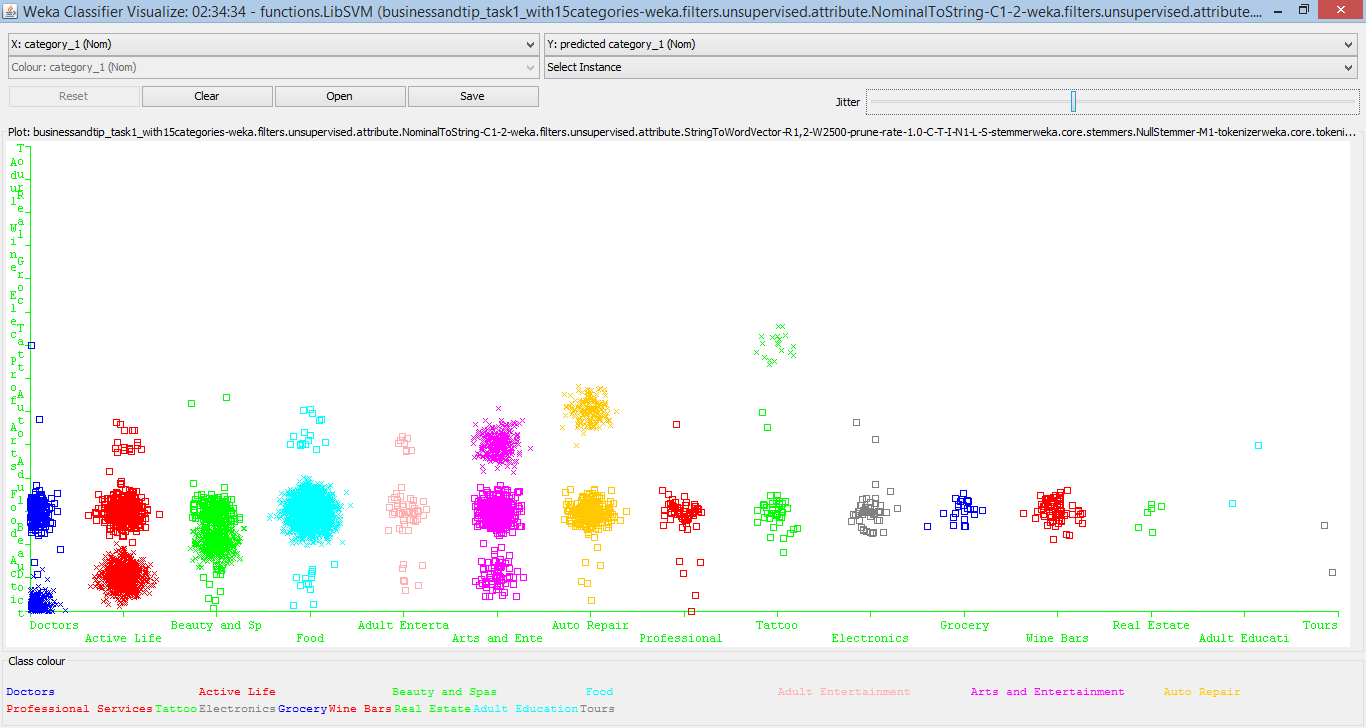 Weka Classifier Visualize: 02:34:34 - functions.LibSVM (businessandtip_task1_with15categories-weka.filters.unsupervised.attribute.NominalToString-C1-2-weka.filters.unsupervised.attribute....
X: category_1 (Nom) Y: predicted category_1 (Nom)
Colour: category_1 (Nom) Select Instance
Reset Clear Open Save Jitter
Plot: businessandtip_task1_with15categories-weka.filters.unsupervised.attribute.NominalToString-C1-2-weka.filters.unsupervised.attribute.StringToWordVector-R1,2-W2500-prune-rate-1.0-C-T-I-N1-L-S-stemmerweka.core.stemmers.NullStemmer-M1-tokenizerweka.core.tokeni...
Doctors Beauty and Sp Adult Enterta Auto Repair Tattoo Grocery Real Estate Tours
Active Life Food Arts and Ente Professional Electronics Wine Bars Adult Educati
Class colour
Doctors Active Life Beauty and Spas Food Adult Entertainment Arts and Entertainment Auto Repair
Professional Services Tattoo Electronics Grocery Wine Bars Real Estate Adult Education Tours